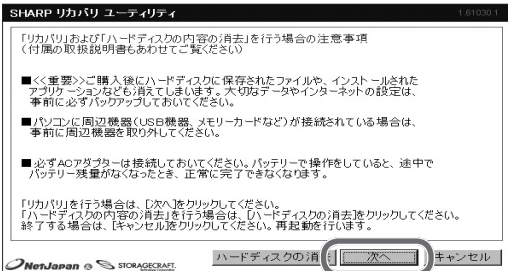 SHARP リカバリ ユーティリティ 1.61030.1
「リカバリ」および「ハードディスクの内容の消去」を行う場合の注意事項
(付属の取扱説明書もあわせてご覧ください)
■<<重要>>ご購入後にハードディスクに保存されたファイルや、インストールされた
アプリケーションなども消えてしまいます。大切なデータやインターネットの設定は、
事前に必ずバックアップしておいてください。
■パソコンに周辺機器(USB機器、メモリーカードなど)が接続されている場合は、
事前に周辺機器を取り外してください。
■必ずACアダプターは接続しておいてください。バッテリーで操作をしていると、途中で
バッテリー残量がなくなったとき、正常に完了できなくなります。
「リカバリ」を行う場合は、[次へ]をクリックしてください。
「ハードディスクの内容の消去」を行う場合は、[ハードディスクの消去]をクリックしてください。
終了する場合は、[キャンセル]をクリックしてください。再起動を行います。
NetJapan STORAGECRAFT. ハードディスクの消 次へ キャンセル